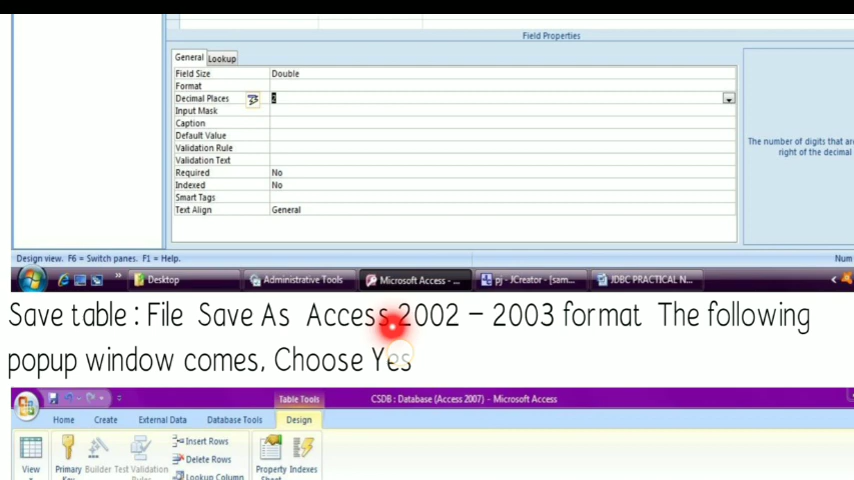 Field Properties
General Lookup
Field Size Double
Format
Decimal Places 2
Input Mask
Caption
Default Value
Validation Rule
Validation Text
Required No
Indexed No
Smart Tags
Text Align General
The number of digits that are
right of the decimal
Design view. F6 = Switch panes. F1 = Help. Num
Desktop Administrative Tools Microsoft Access - ... pj - JCreator - [sam... JDBC PRACTICAL N...
Save table : File Save As Access 2002 – 2003 format The following
popup window comes, Choose Yes
Table Tools CSDB : Database (Access 2007) - Microsoft Access
Home Create External Data Database Tools Design
Insert Rows
Delete Rows
View Primary Builder Test Validation Lookup Column Property Indexes